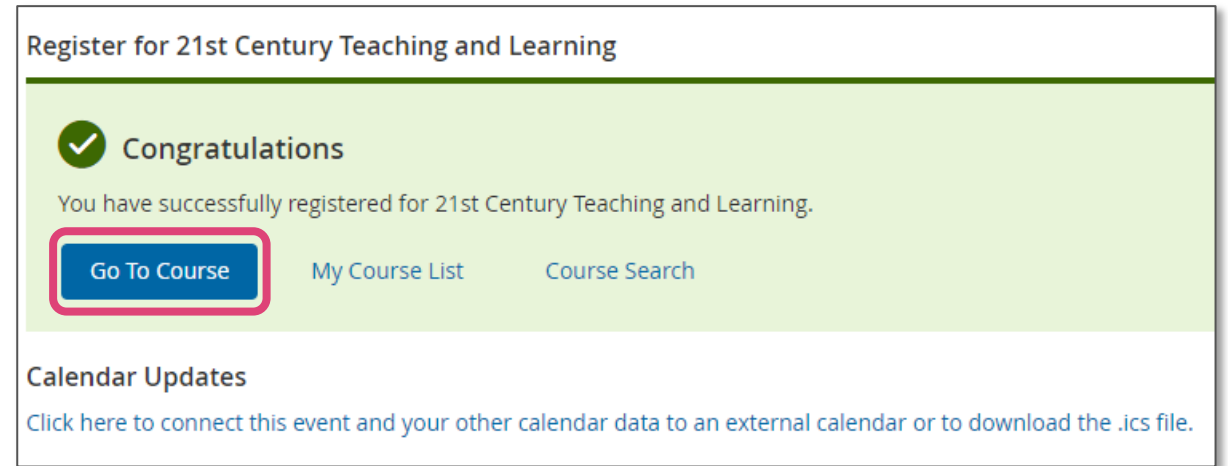 Register for 21st Century Teaching and Learning
Congratulations
You have successfully registered for 21st Century Teaching and Learning.
Go To Course My Course List Course Search
Calendar Updates
Click here to connect this event and your other calendar data to an external calendar or to download the .ics file.